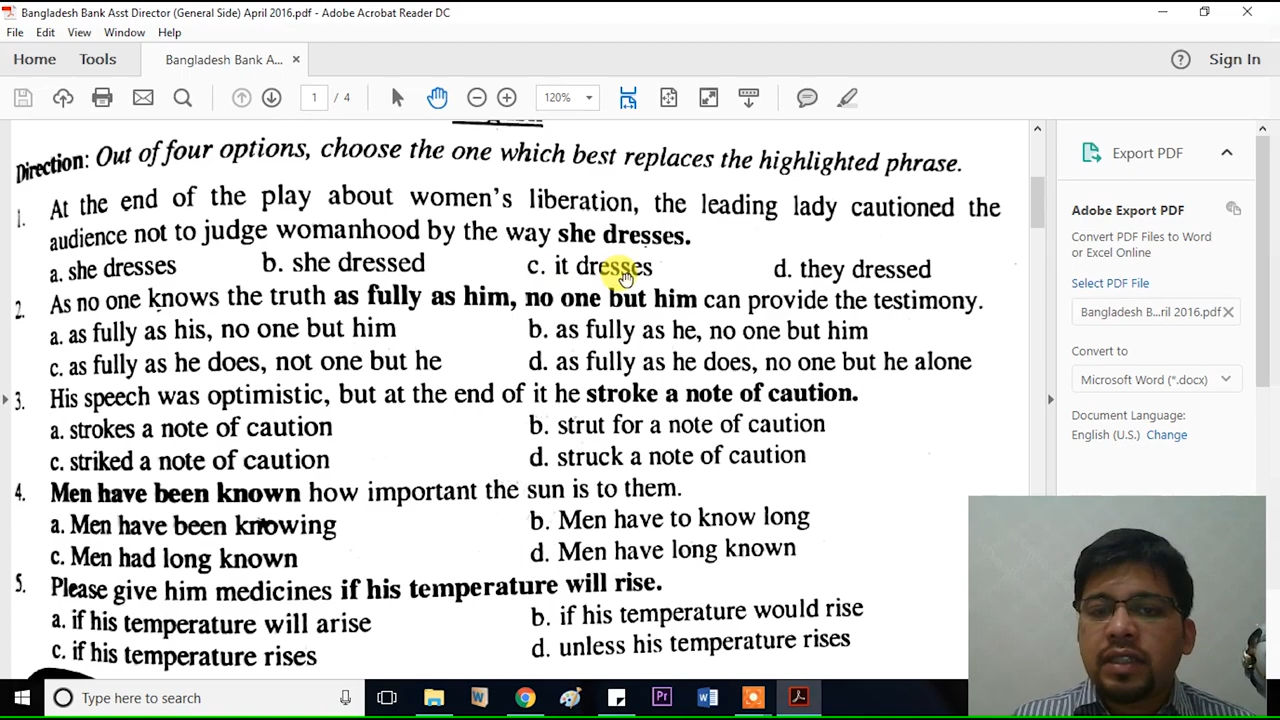 Bangladesh Bank Asst Director (General Side) April 2016.pdf - Adobe Acrobat Reader DC
File Edit View Window Help
Home Tools Bangladesh Bank A... × Sign In
1 / 4 120%
Direction: Out of four options, choose the one which best replaces the highlighted phrase.
1. At the end of the play about women's liberation, the leading lady cautioned the
audience not to judge womanhood by the way she dresses.
a. she dresses b. she dressed c. it dresses d. they dressed
2. As no one knows the truth as fully as him, no one but him can provide the testimony.
a. as fully as his, no one but him b. as fully as he, no one but him
c. as fully as he does, not one but he d. as fully as he does, no one but he alone
3. His speech was optimistic, but at the end of it he stroke a note of caution.
a. strokes a note of caution b. strut for a note of caution
c. striked a note of caution d. struck a note of caution
4. Men have been known how important the sun is to them.
a. Men have been knowing b. Men have to know long
c. Men had long known d. Men have long known
5. Please give him medicines if his temperature will rise.
a. if his temperature will arise b. if his temperature would rise
c. if his temperature rises d. unless his temperature rises
Export PDF
Adobe Export PDF
Convert PDF Files to Word
or Excel Online
Select PDF File
Bangladesh B...ril 2016.pdf
Convert to
Microsoft Word (*.docx)
Document Language:
English (U.S.) Change
Type here to search